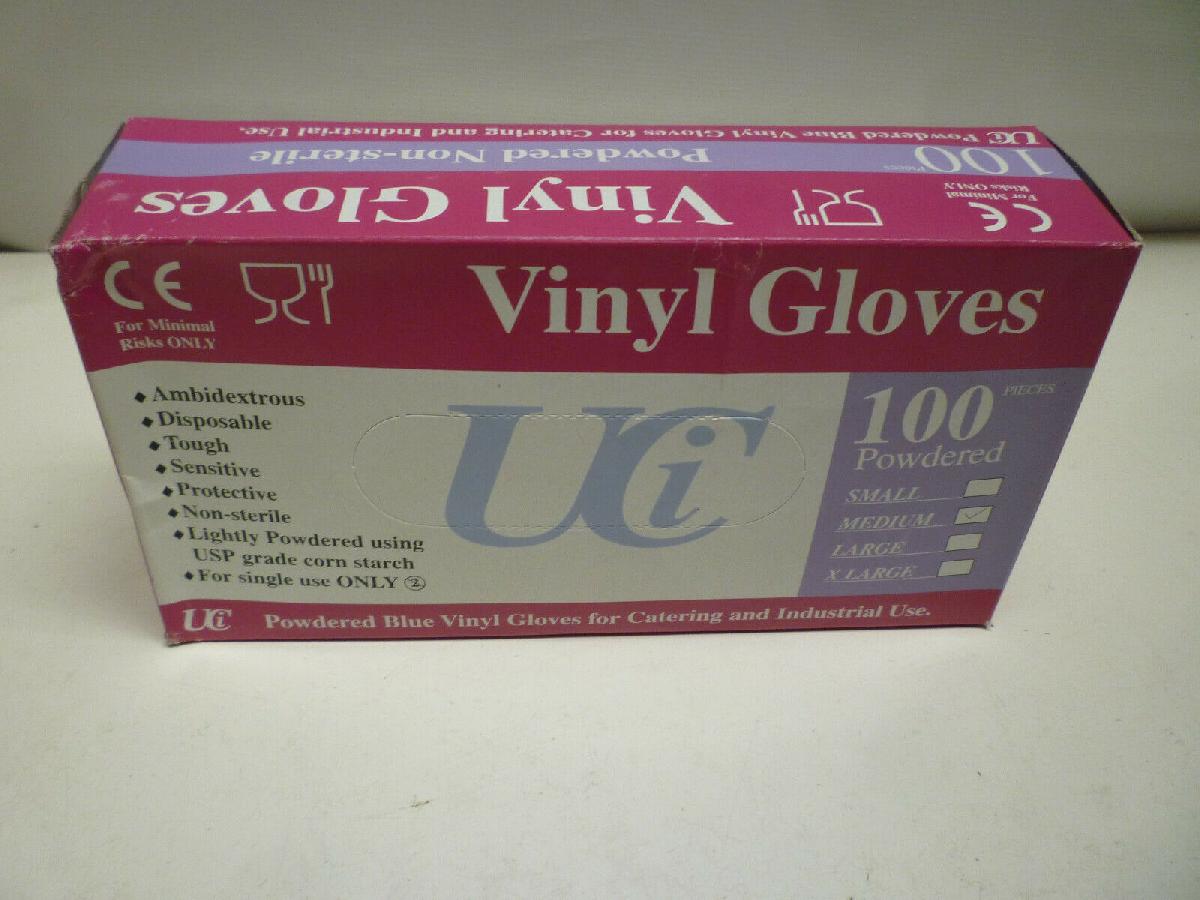 UCi Powdered Blue Vinyl Gloves for Catering and Industrial Use.
100 PIECES
Powdered Non-sterile
CE
For Minimal
Risks ONLY
Vinyl Gloves
CE
For Minimal
Risks ONLY
Vinyl Gloves
◆ Ambidextrous
◆ Disposable
◆ Tough
◆ Sensitive
◆ Protective
◆ Non-sterile
◆ Lightly Powdered using
USP grade corn starch
◆ For single use ONLY ②
UCi
100 PIECES
Powdered
SMALL
MEDIUM ✓
LARGE
X LARGE
UCi Powdered Blue Vinyl Gloves for Catering and Industrial Use.